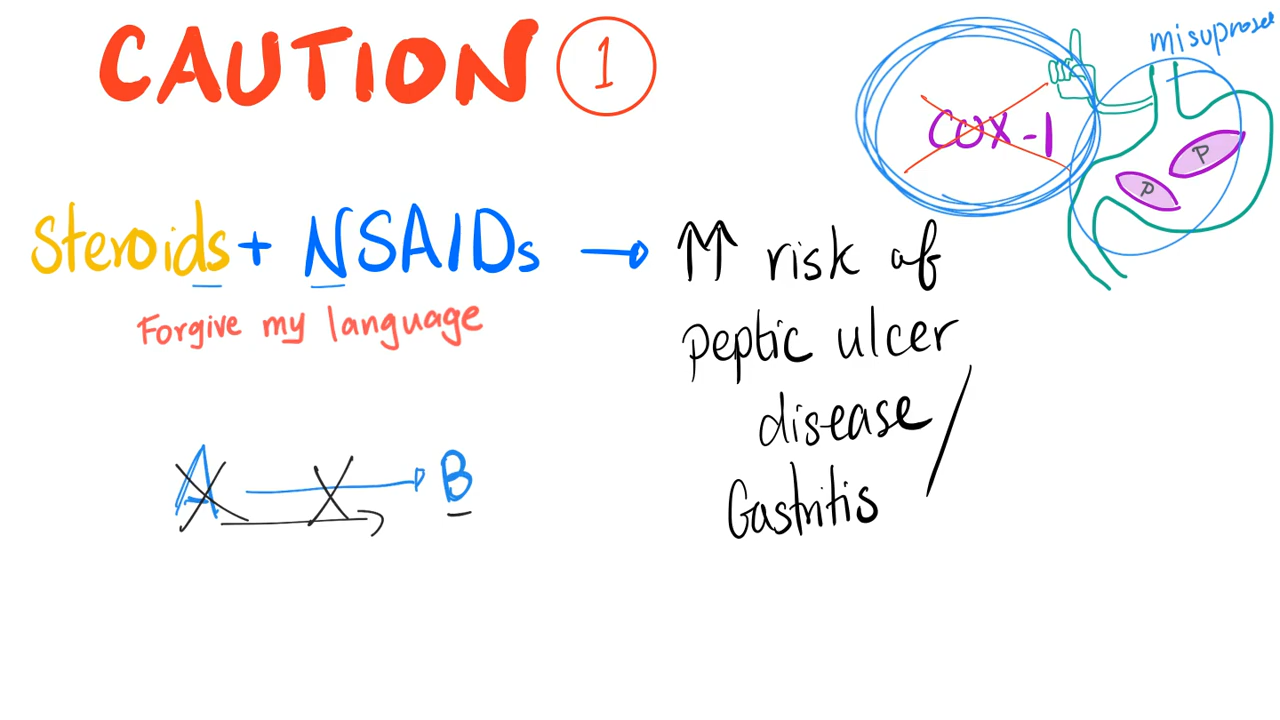 CAUTION 1
misuprosel
COX-1
P
P
Steroids + NSAIDs → ↑↑ risk of
Forgive my language
peptic ulcer
disease/
Gastritis
A → B